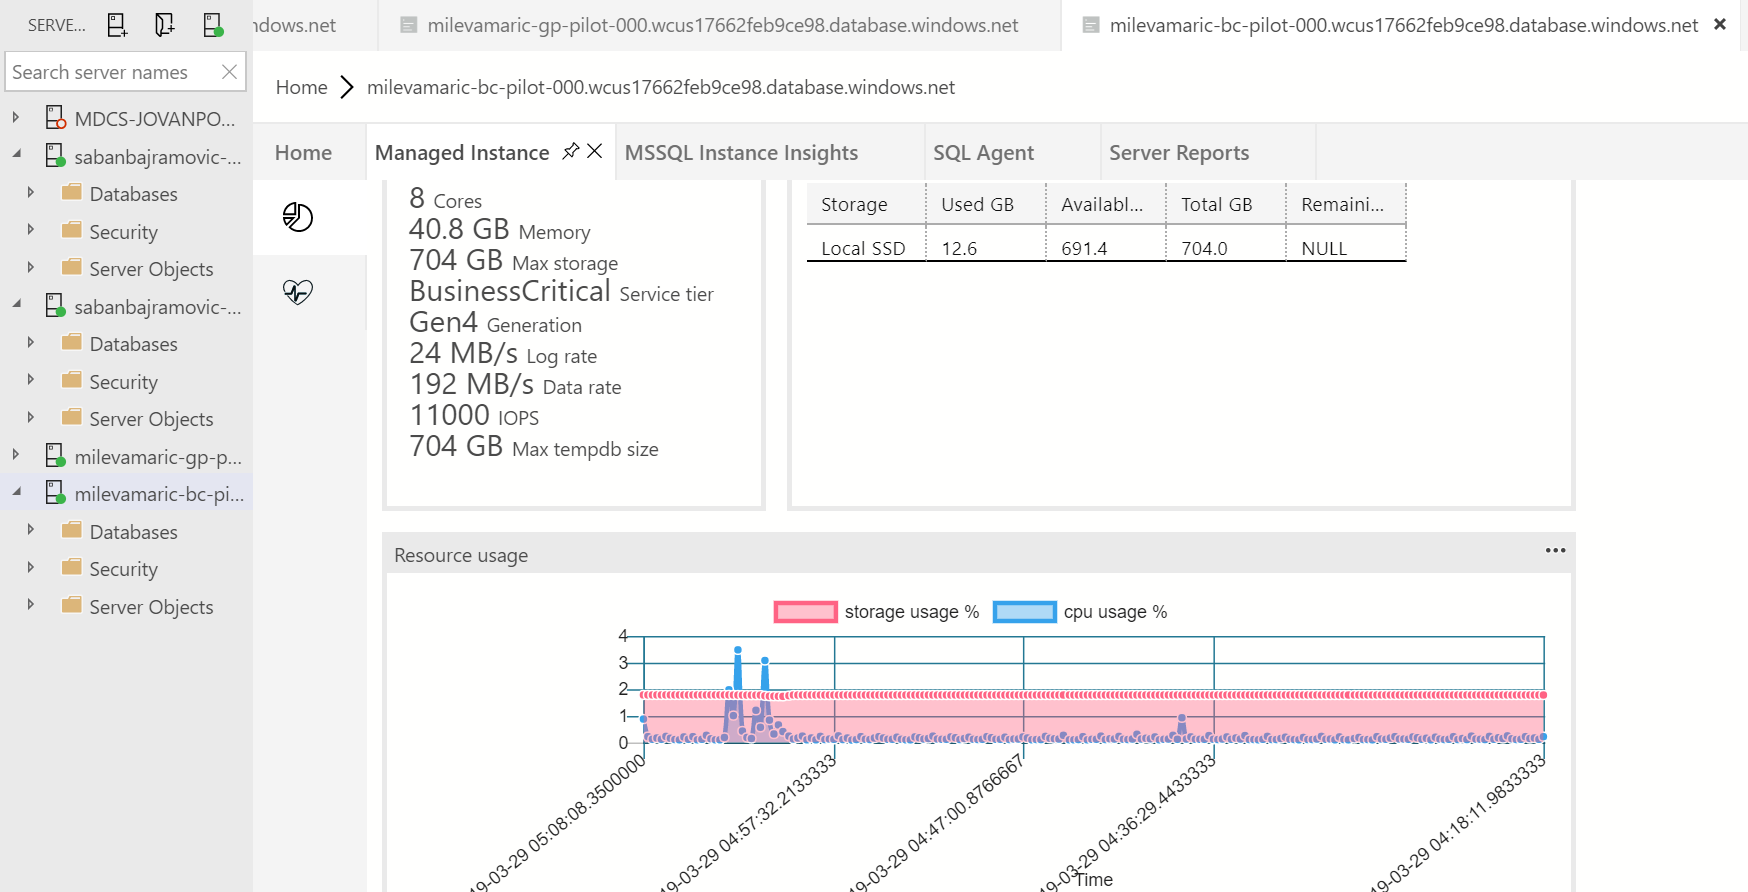 SERVE...
ndows.net
milevamaric-gp-pilot-000.wcus17662feb9ce98.database.windows.net
milevamaric-bc-pilot-000.wcus17662feb9ce98.database.windows.net
Search server names
MDCS-JOVANPO...
sabanbajramovic-...
Databases
Security
Server Objects
sabanbajramovic-...
Databases
Security
Server Objects
milevamaric-gp-p...
milevamaric-bc-pi...
Databases
Security
Server Objects
Home
milevamaric-bc-pilot-000.wcus17662feb9ce98.database.windows.net
Home
Managed Instance
MSSQL Instance Insights
SQL Agent
Server Reports
8 Cores
40.8 GB Memory
704 GB Max storage
BusinessCritical Service tier
Gen4 Generation
24 MB/s Log rate
192 MB/s Data rate
11000 IOPS
704 GB Max tempdb size
Storage Used GB Availabl... Total GB Remaini...
Local SSD 12.6 691.4 704.0 NULL
Resource usage
storage usage % cpu usage %
4
3
2
1
0
19-03-29 05:08:08.3500000
19-03-29 04:57:32.2133333
19-03-29 04:47:00.8766667
19-03-29 04:36:29.4433333
19-03-29 04:18:11.9833333
Time